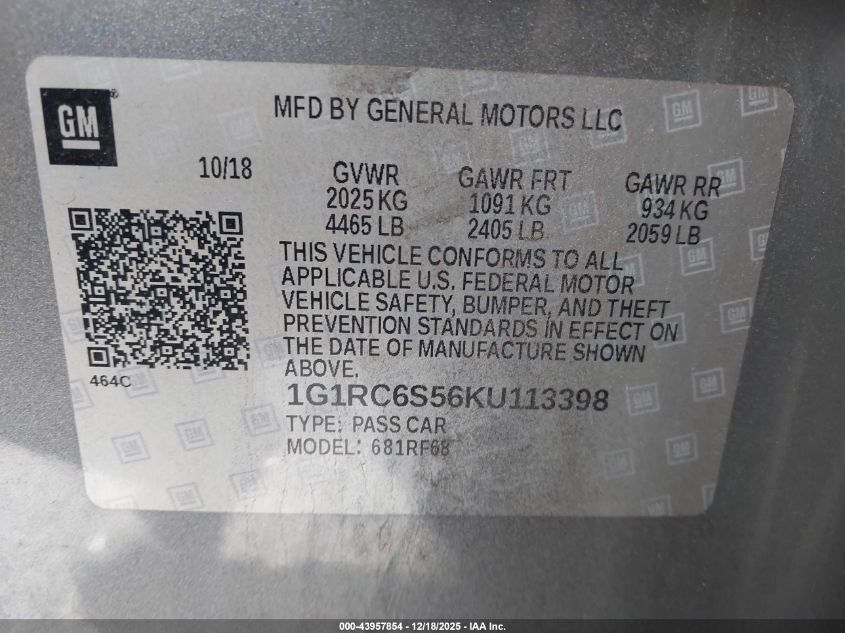 GM
MFD BY GENERAL MOTORS LLC
10/18
GVWR
2025 KG
4465 LB
GAWR FRT
1091 KG
2405 LB
GAWR RR
934 KG
2059 LB
THIS VEHICLE CONFORMS TO ALL
APPLICABLE U.S. FEDERAL MOTOR
VEHICLE SAFETY, BUMPER, AND THEFT
PREVENTION STANDARDS IN EFFECT ON
THE DATE OF MANUFACTURE SHOWN
ABOVE.
464C
1G1RC6S56KU113398
TYPE: PASS CAR
MODEL: 681RF68
000-43957854 | 12/18/2025 - IAA Inc.